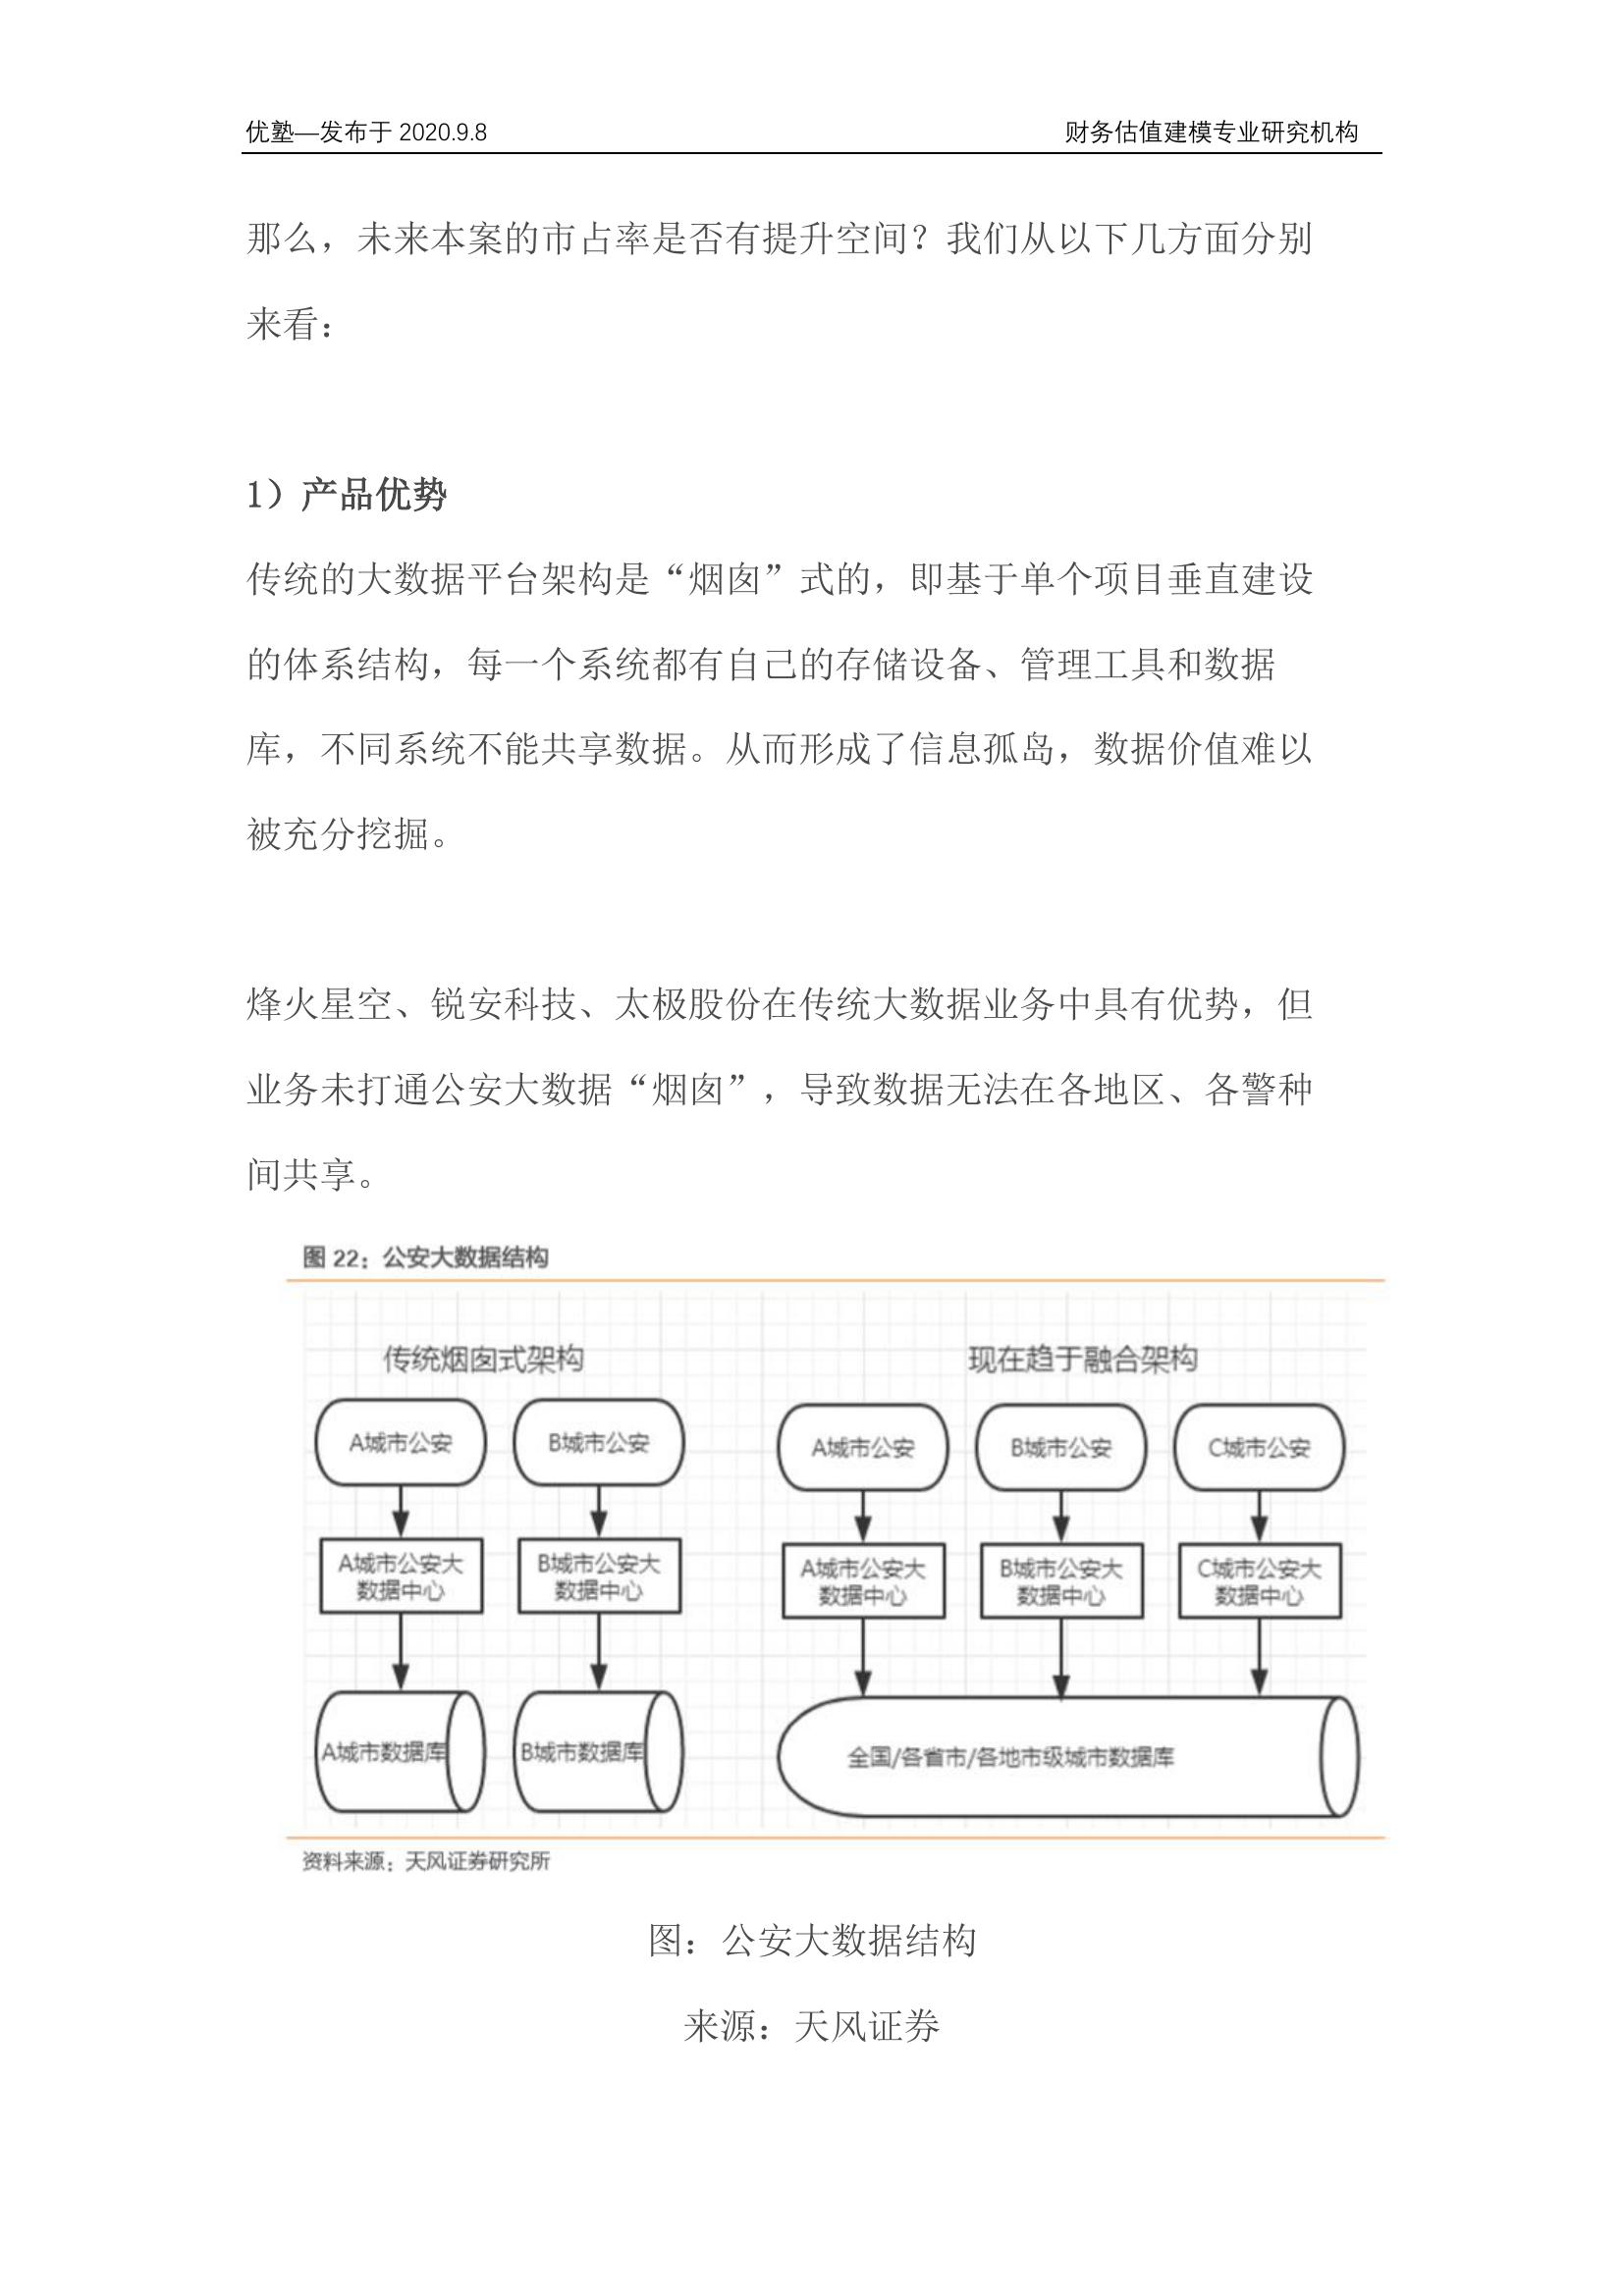 优塾—发布于 2020.9.8
财务估值建模专业研究机构
那么，未来本案的市占率是否有提升空间？我们从以下几方面分别
来看：
1）产品优势
传统的大数据平台架构是“烟囱”式的，即基于单个项目垂直建设
的体系结构，每一个系统都有自己的存储设备、管理工具和数据
库，不同系统不能共享数据。从而形成了信息孤岛，数据价值难以
被充分挖掘。
烽火星空、锐安科技、太极股份在传统大数据业务中具有优势，但
业务未打通公安大数据“烟囱”，导致数据无法在各地区、各警种
间共享。
图 22：公安大数据结构
传统烟囱式架构
A城市公安
B城市公安
A城市公安大
数据中心
B城市公安大
数据中心
A城市数据库
B城市数据库
现在趋于融合架构
A城市公安
B城市公安
C城市公安
A城市公安大
数据中心
B城市公安大
数据中心
C城市公安大
数据中心
全国/各省市/各地市级城市数据库
资料来源：天风证券研究所
图：公安大数据结构
来源：天风证券